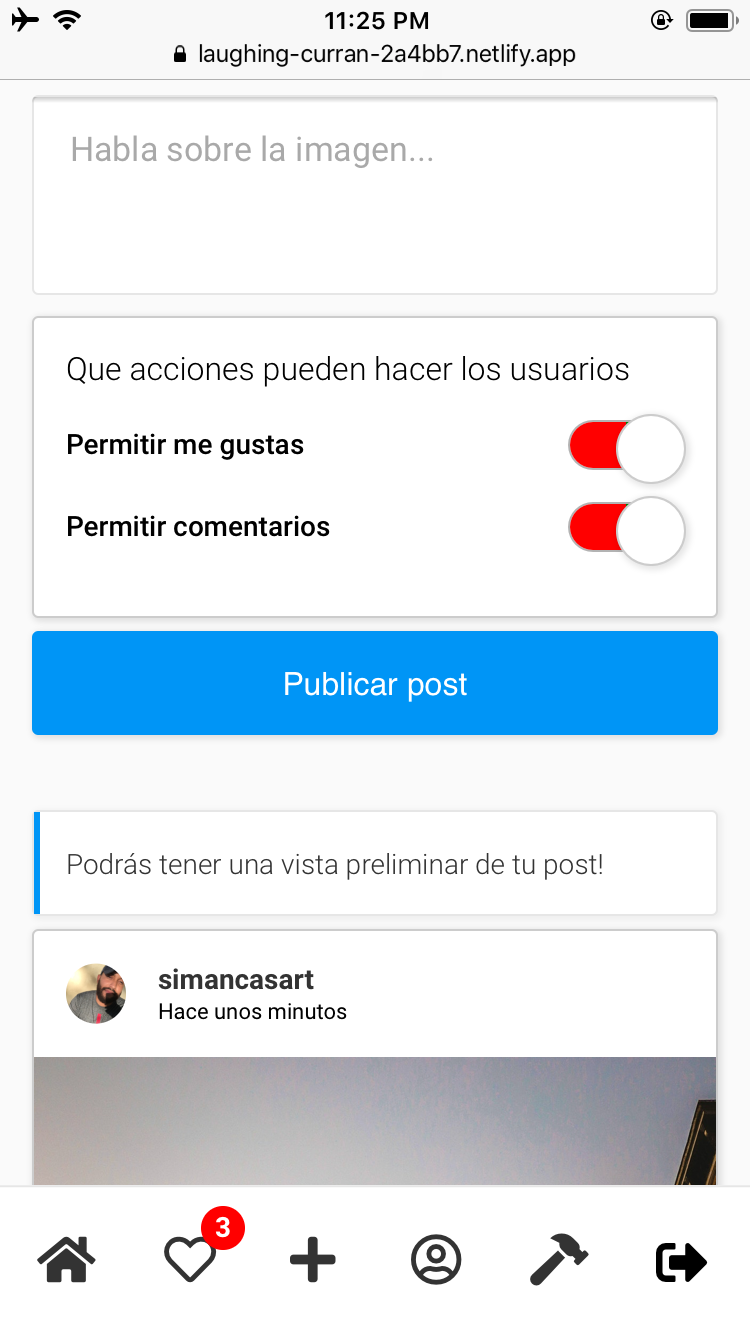 11:25 PM
laughing-curran-2a4bb7.netlify.app
Habla sobre la imagen...
Que acciones pueden hacer los usuarios
Permitir me gustas
Permitir comentarios
Publicar post
Podrás tener una vista preliminar de tu post!
simancasart
Hace unos minutos
3